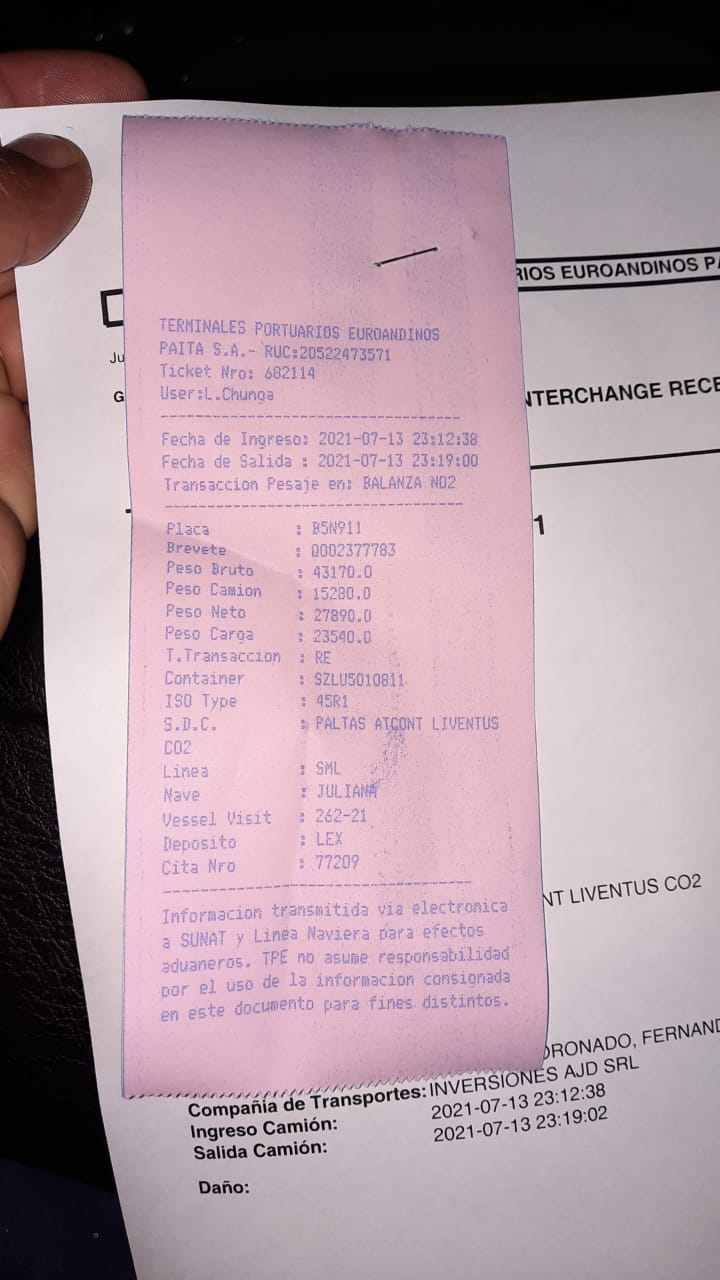 TERMINALES PORTUARIOS EUROANDINOS
PAITA S.A.- RUC:20522473571
Ticket Nro: 682114
User:L.Chunga
Fecha de Ingreso: 2021-07-13 23:12:38
Fecha de Salida : 2021-07-13 23:19:00
Transaccion Pesaje en: BALANZA NO2
Placa : B5N911
Brevete : Q002377783
Peso Bruto : 43170.0
Peso Camion : 15280.0
Peso Neto : 27890.0
Peso Carga : 23540.0
T.Transaccion : RE
Container : SZLU5010811
ISO Type : 45R1
S.D.C. : PALTAS ATCONT LIVENTUS
CO2
Linea : SML
Nave : JULIANA
Vessel Visit : 262-21
Deposito : LEX
Cita Nro : 77209
Informacion transmitida via electronica
a SUNAT y Linea Naviera para efectos
aduaneros. TPE no asume responsabilidad
por el uso de la informacion consignada
en este documento para fines distintos.
RIOS EUROANDINOS PA
Ju
G
NTERCHANGE RECE
1
NT LIVENTUS CO2
ORONADO, FERNAND
Compañía de Transportes: INVERSIONES AJD SRL
Ingreso Camión: 2021-07-13 23:12:38
Salida Camión: 2021-07-13 23:19:02
Daño: